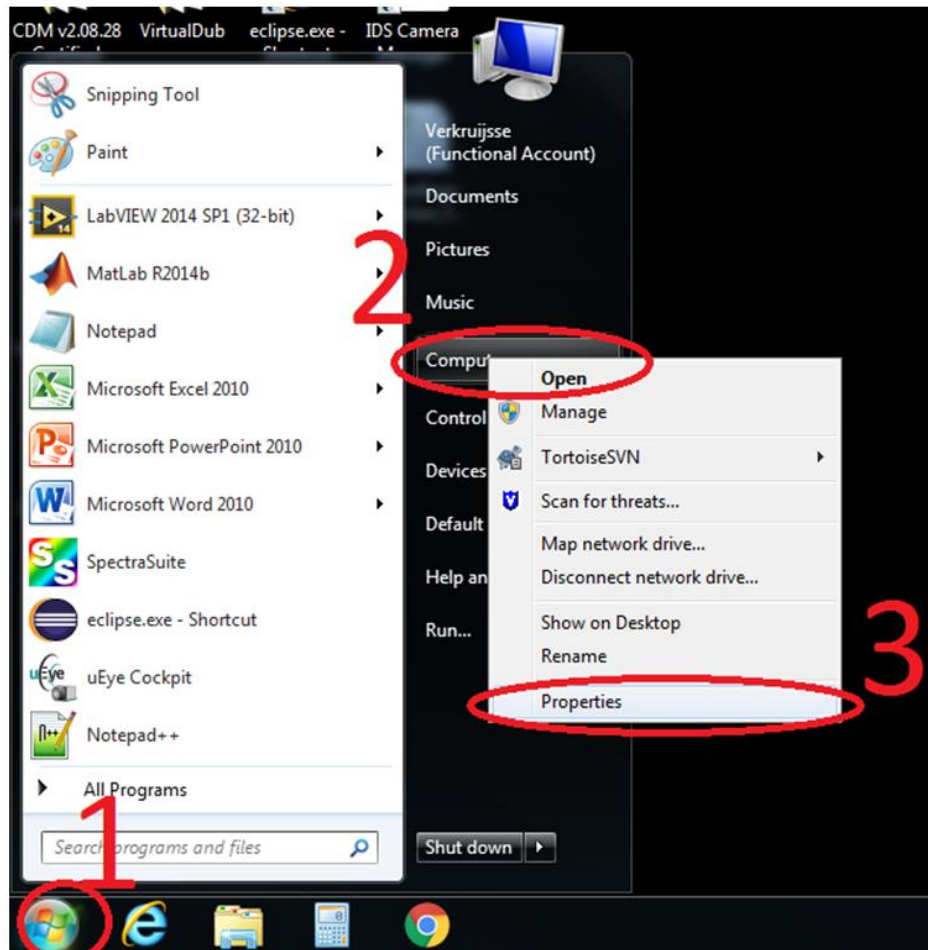 CDM v2.08.28 VirtualDub eclipse.exe - IDS Camera
Snipping Tool
Paint
LabVIEW 2014 SP1 (32-bit)
MatLab R2014b
Notepad
Microsoft Excel 2010
Microsoft PowerPoint 2010
Microsoft Word 2010
SpectraSuite
eclipse.exe - Shortcut
uEye Cockpit
Notepad++
All Programs
Search programs and files
1
Verkruijsse
(Functional Account)
Documents
Pictures
2
Music
Comput
Control
Devices
Default
Help an
Run...
Shut down
Open
Manage
TortoiseSVN
Scan for threats...
Map network drive...
Disconnect network drive...
Show on Desktop
Rename
Properties
3